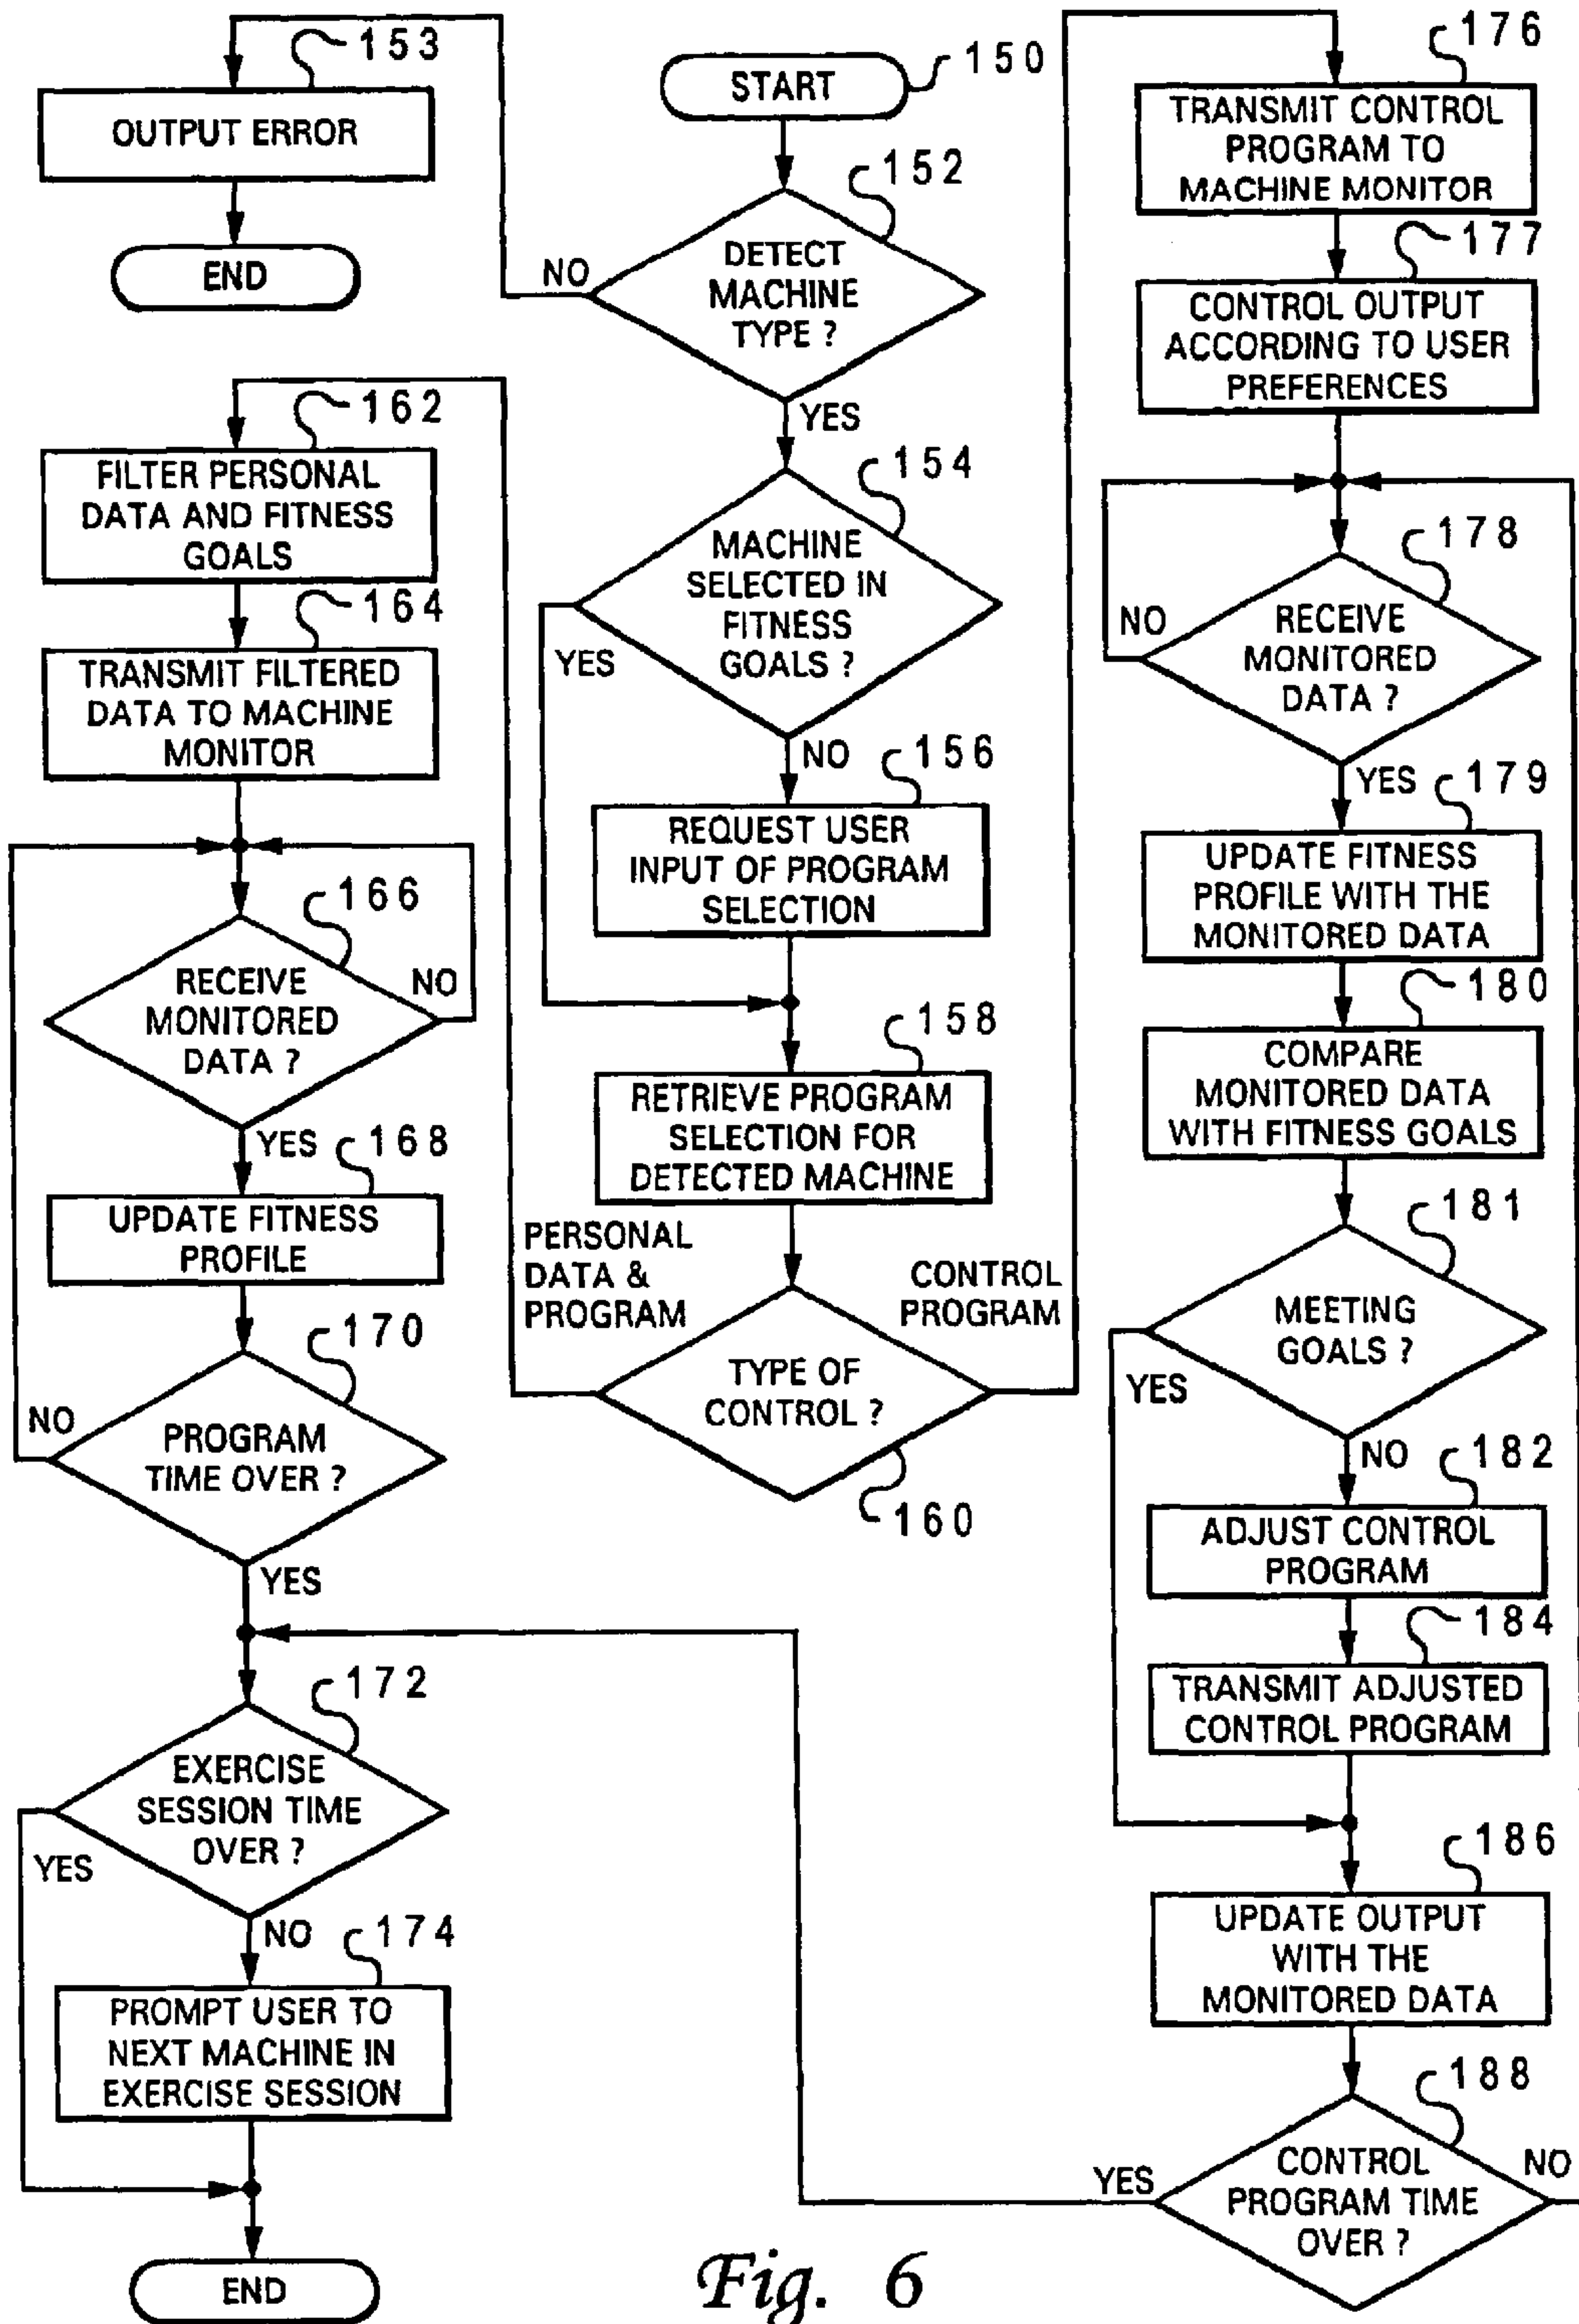 153
OUTPUT ERROR
END
START
150
152
DETECT
MACHINE
TYPE ?
NO
YES
154
MACHINE
SELECTED IN
FITNESS
GOALS ?
YES
NO
156
REQUEST USER
INPUT OF PROGRAM
SELECTION
158
RETRIEVE PROGRAM
SELECTION FOR
DETECTED MACHINE
PERSONAL
DATA &
PROGRAM
CONTROL
PROGRAM
TYPE OF
CONTROL ?
160
162
FILTER PERSONAL
DATA AND FITNESS
GOALS
164
TRANSMIT FILTERED
DATA TO MACHINE
MONITOR
166
RECEIVE
MONITORED
DATA ?
NO
YES
168
UPDATE FITNESS
PROFILE
170
PROGRAM
TIME OVER ?
NO
YES
172
EXERCISE
SESSION TIME
OVER ?
YES
NO
174
PROMPT USER TO
NEXT MACHINE IN
EXERCISE SESSION
END
176
TRANSMIT CONTROL
PROGRAM TO
MACHINE MONITOR
177
CONTROL OUTPUT
ACCORDING TO USER
PREFERENCES
178
RECEIVE
MONITORED
DATA ?
NO
YES
179
UPDATE FITNESS
PROFILE WITH THE
MONITORED DATA
180
COMPARE
MONITORED DATA
WITH FITNESS GOALS
181
MEETING
GOALS ?
YES
NO
182
ADJUST CONTROL
PROGRAM
184
TRANSMIT ADJUSTED
CONTROL PROGRAM
186
UPDATE OUTPUT
WITH THE
MONITORED DATA
188
CONTROL
PROGRAM TIME
OVER ?
YES
NO
Fig. 6